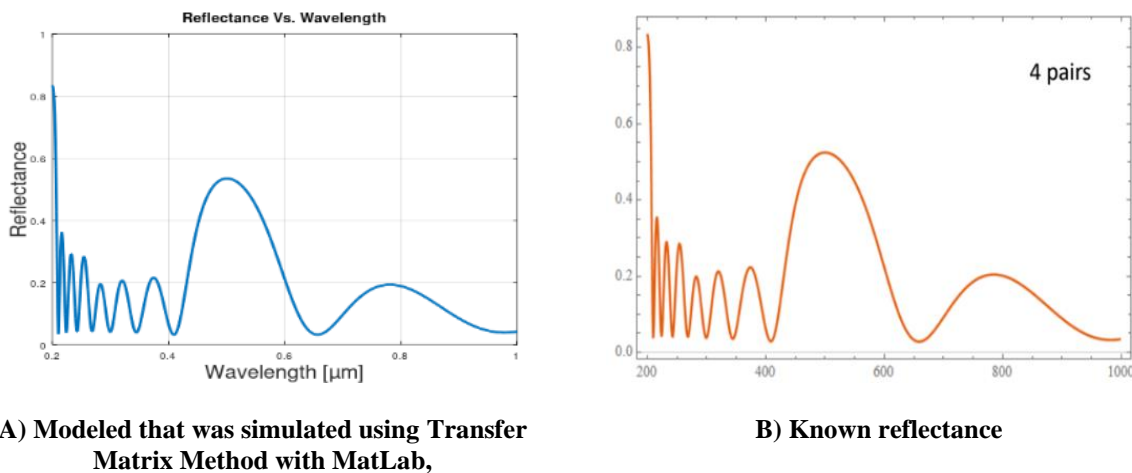 Reflectance Vs. Wavelength
1
0.8
0.6
0.4
0.2
0
Reflectance
0.2 0.4 0.6 0.8 1
Wavelength [μm]
0.8
0.6
0.4
0.2
0.0
4 pairs
200 400 600 800 1000
A) Modeled that was simulated using Transfer
Matrix Method with MatLab,
B) Known reflectance